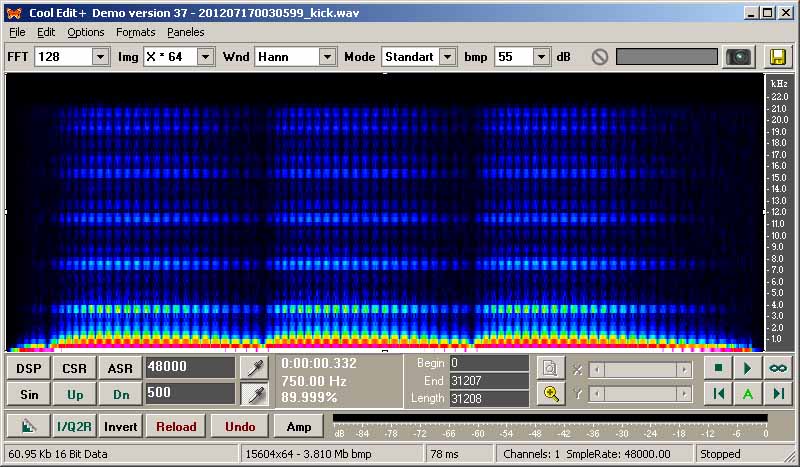 Cool Edit+ Demo version 37 - 201207170030599_kick.wav
File Edit Options Formats Paneles
FFT 128 Img X * 64 Wnd Hann Mode Standart bmp 55 dB
kHz
22.0
21.0
20.0
19.0
18.0
17.0
16.0
15.0
14.0
13.0
12.0
11.0
10.0
9.0
8.0
7.0
6.0
5.0
4.0
3.0
2.0
1.0
DSP CSR ASR 48000
Sin Up Dn 500
0:00:00.332
750.00 Hz
89.999%
Begin 0
End 31207
Length 31208
X
Y
A
I/Q2R Invert Reload Undo Amp
dB -84 -78 -72 -66 -60 -54 -48 -42 -36 -30 -24 -18 -12 -6 0
60.95 Kb 16 Bit Data 15604x64 - 3.810 Mb bmp 78 ms Channels: 1 SmpleRate: 48000.00 Stopped